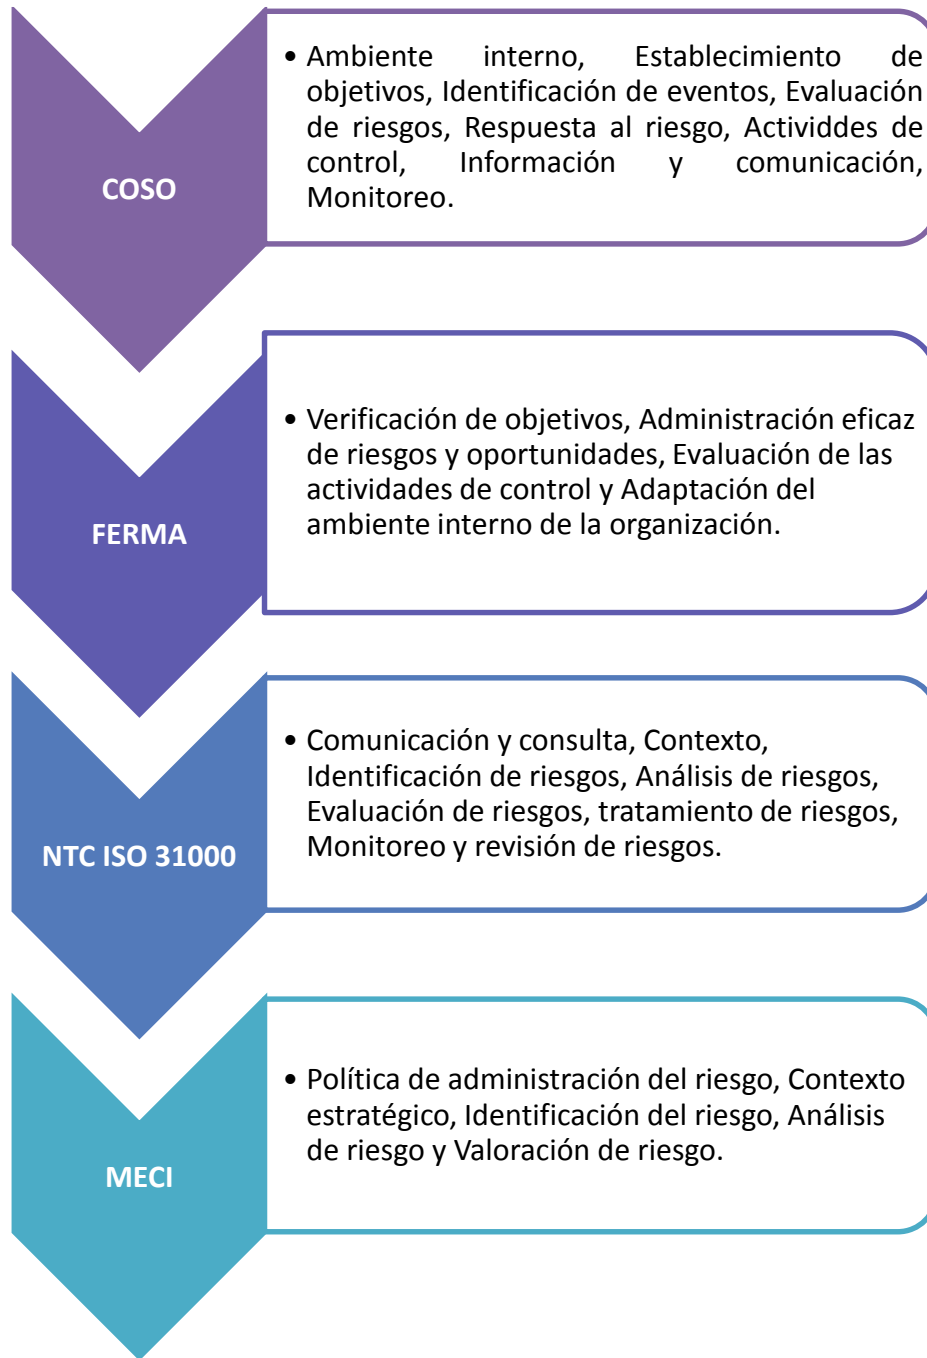 COSO
• Ambiente interno, Establecimiento de
objetivos, Identificación de eventos, Evaluación
de riesgos, Respuesta al riesgo, Actividdes de
control, Información y comunicación,
Monitoreo.
FERMA
• Verificación de objetivos, Administración eficaz
de riesgos y oportunidades, Evaluación de las
actividades de control y Adaptación del
ambiente interno de la organización.
NTC ISO 31000
• Comunicación y consulta, Contexto,
Identificación de riesgos, Análisis de riesgos,
Evaluación de riesgos, tratamiento de riesgos,
Monitoreo y revisión de riesgos.
MECI
• Política de administración del riesgo, Contexto
estratégico, Identificación del riesgo, Análisis
de riesgo y Valoración de riesgo.